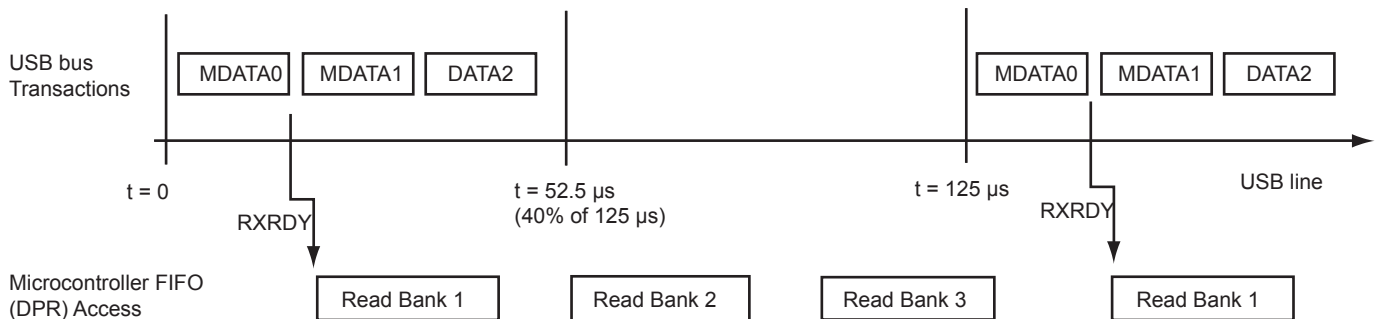 USB bus
Transactions
MDATA0 MDATA1 DATA2 MDATA0 MDATA1 DATA2
t = 0
t = 52.5 µs
(40% of 125 µs)
t = 125 µs
USB line
RXRDY
RXRDY
Microcontroller FIFO
(DPR) Access
Read Bank 1 Read Bank 2 Read Bank 3 Read Bank 1